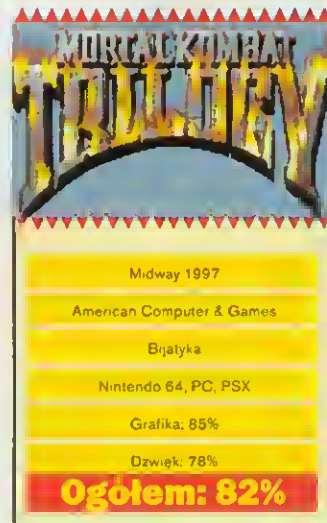 MORTAL KOMBAT
TRILOGY
Midway 1997
American Computer & Games
Bijatyka
Nintendo 64, PC, PSX
Grafika: 85%
Dzwięk: 78%
Ogółem: 82%